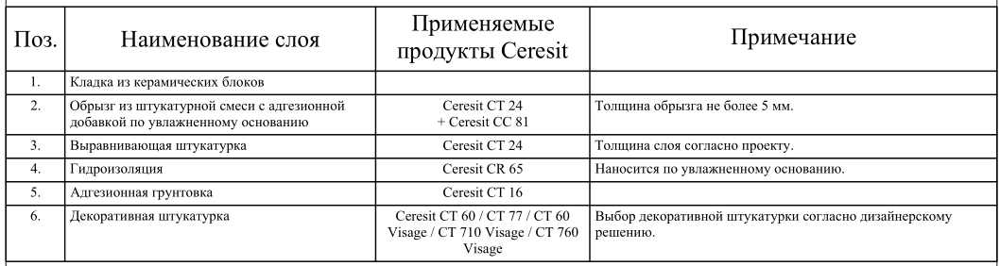 Поз.
Наименование слоя
Применяемые
продукты Ceresit
Примечание
1.
Кладка из керамических блоков
2.
Обрызг из штукатурной смеси с адгезионной
добавкой по увлажненному основанию
Ceresit CT 24
+ Ceresit CC 81
Толщина обрызга не более 5 мм.
3.
Выравнивающая штукатурка
Ceresit CT 24
Толщина слоя согласно проекту.
4.
Гидроизоляция
Ceresit CR 65
Наносится по увлажненному основанию.
5.
Адгезионная грунтовка
Ceresit CT 16
6.
Декоративная штукатурка
Ceresit CT 60 / CT 77 / CT 60
Visage / CT 710 Visage / CT 760
Visage
Выбор декоративной штукатурки согласно дизайнерскому
решению.